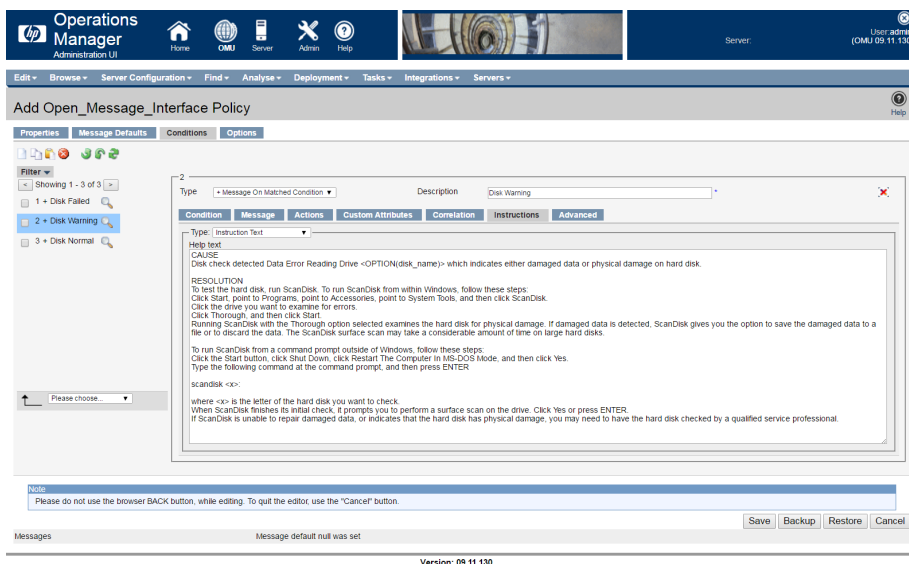 hp
Operations
Manager
Administration UI
Home OMU Server Admin Help
Server:
User:admin
(OMU 09.11.130
Edit Browse Server Configuration Find Analyse Deployment Tasks Integrations Servers
Add Open_Message_Interface Policy
Help
Properties Message Defaults Conditions Options
Filter
< Showing 1 - 3 of 3 >
1 + Disk Failed
2 + Disk Warning
3 + Disk Normal
Please choose...
2
Type + Message On Matched Condition Description Disk Warning *
Condition Message Actions Custom Attributes Correlation Instructions Advanced
Type: Instruction Text
Help text
CAUSE
Disk check detected Data Error Reading Drive <OPTION(disk_name)> which indicates either damaged data or physical damage on hard disk.
RESOLUTION
To test the hard disk, run ScanDisk. To run ScanDisk from within Windows, follow these steps:
Click Start, point to Programs, point to Accessories, point to System Tools, and then click ScanDisk.
Click the drive you want to examine for errors.
Click Thorough, and then click Start.
Running ScanDisk with the Thorough option selected examines the hard disk for physical damage. If damaged data is detected, ScanDisk gives you the option to save the damaged data to a
file or to discard the data. The ScanDisk surface scan may take a considerable amount of time on large hard disks.
To run ScanDisk from a command prompt outside of Windows, follow these steps:
Click the Start button, click Shut Down, click Restart The Computer In MS-DOS Mode, and then click Yes.
Type the following command at the command prompt, and then press ENTER
scandisk <x>:
where <x> is the letter of the hard disk you want to check.
When ScanDisk finishes its initial check, it prompts you to perform a surface scan on the drive. Click Yes or press ENTER.
If ScanDisk is unable to repair damaged data, or indicates that the hard disk has physical damage, you may need to have the hard disk checked by a qualified service professional.
Note
Please do not use the browser BACK button, while editing. To quit the editor, use the "Cancel" button.
Save Backup Restore Cancel
Messages Message default null was set
Version: 09.11.130